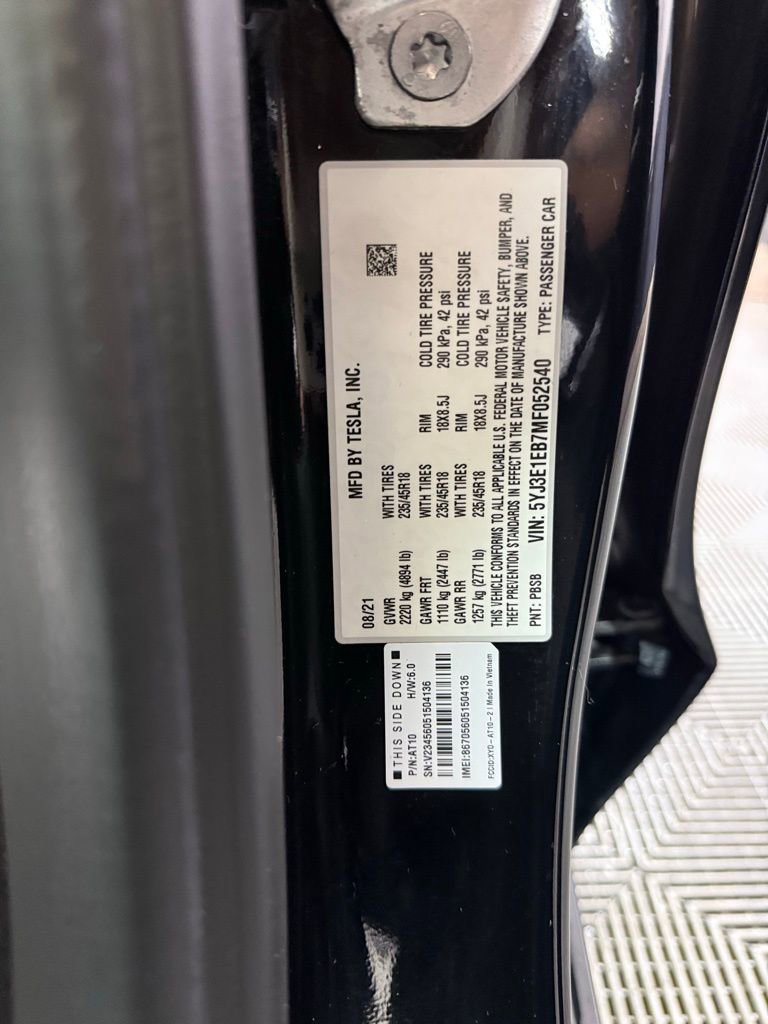 MFD BY TESLA, INC.
08/21
GVWR WITH TIRES
2220 kg (4894 lb) 235/45R18
GAWR FRT WITH TIRES RIM COLD TIRE PRESSURE
1110 kg (2447 lb) 235/45R18 18X8.5J 290 kPa, 42 psi
GAWR RR WITH TIRES RIM COLD TIRE PRESSURE
1257 kg (2771 lb) 235/45R18 18X8.5J 290 kPa, 42 psi
THIS VEHICLE CONFORMS TO ALL APPLICABLE U.S. FEDERAL MOTOR VEHICLE SAFETY, BUMPER, AND
THEFT PREVENTION STANDARDS IN EFFECT ON THE DATE OF MANUFACTURE SHOWN ABOVE.
PNT: PBSB VIN: 5YJ3E1EB7MF052540 TYPE: PASSENGER CAR
THIS SIDE DOWN
P/N:AT10 H/W:6.0
SN:V23456051504136
IMEI:867056051504136
FCCID:XYO-AT10-2 | Made In Vietnam